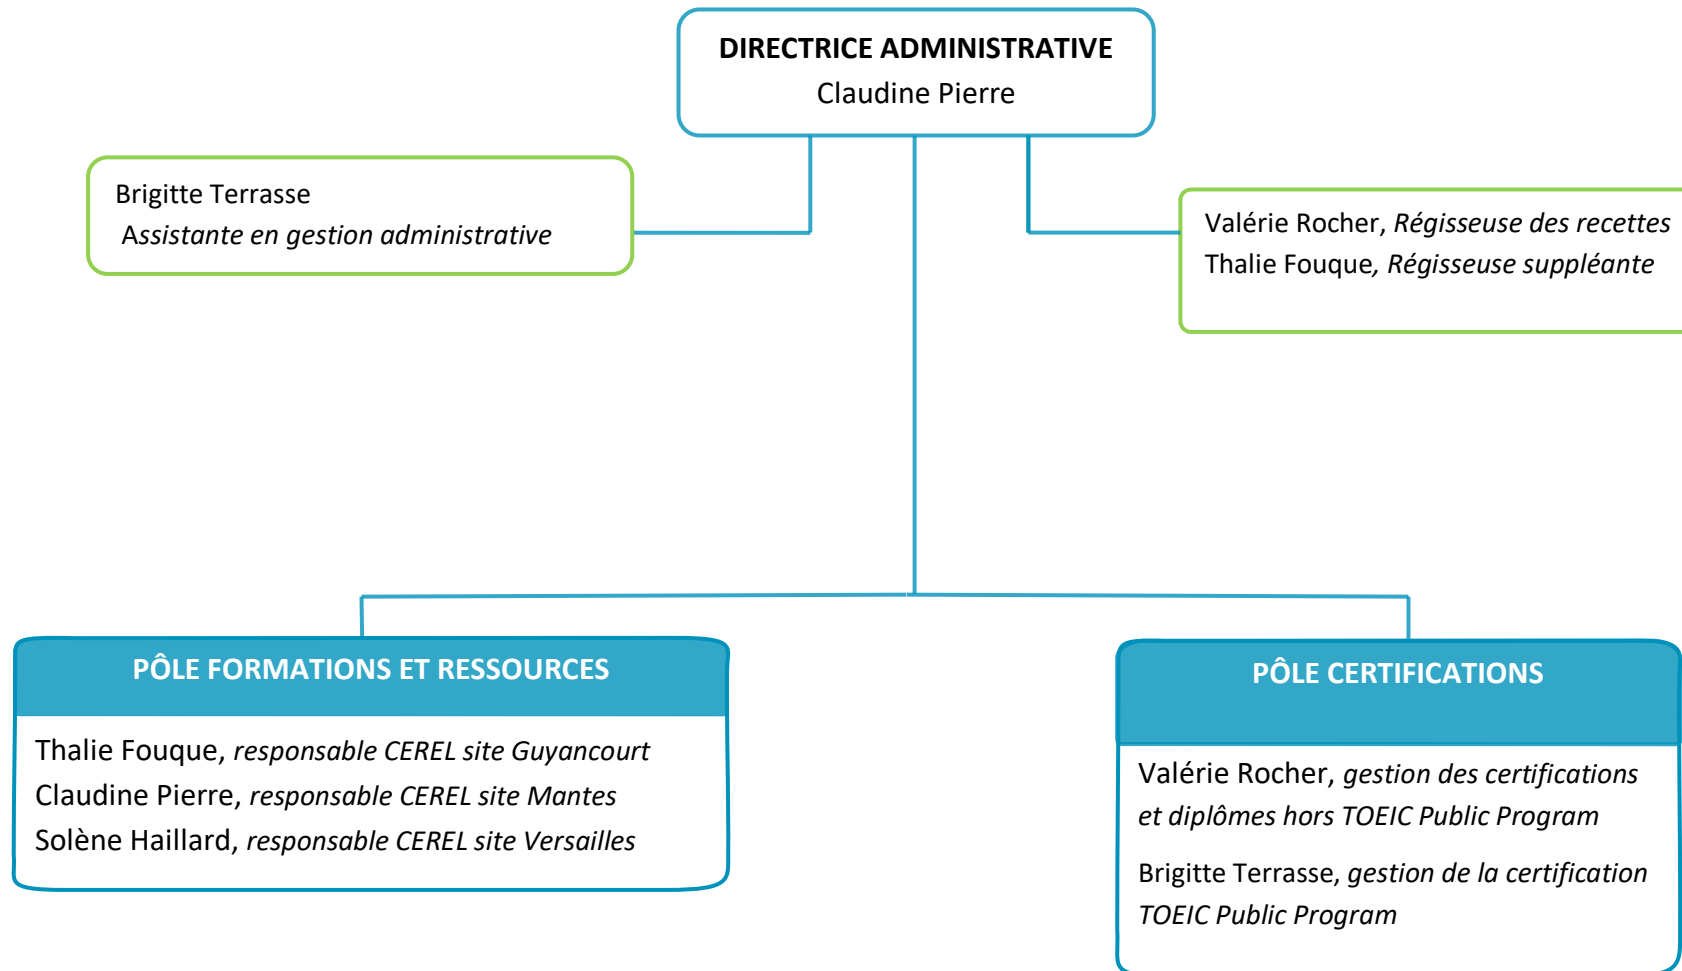 DIRECTRICE ADMINISTRATIVE
Claudine Pierre
Brigitte Terrasse
Assistante en gestion administrative
Valérie Rocher, Régisseuse des recettes
Thalie Fouque, Régisseuse suppléante
PÔLE FORMATIONS ET RESSOURCES
Thalie Fouque, responsable CEREL site Guyancourt
Claudine Pierre, responsable CEREL site Mantes
Solène Haillard, responsable CEREL site Versailles
PÔLE CERTIFICATIONS
Valérie Rocher, gestion des certifications
et diplômes hors TOEIC Public Program
Brigitte Terrasse, gestion de la certification
TOEIC Public Program